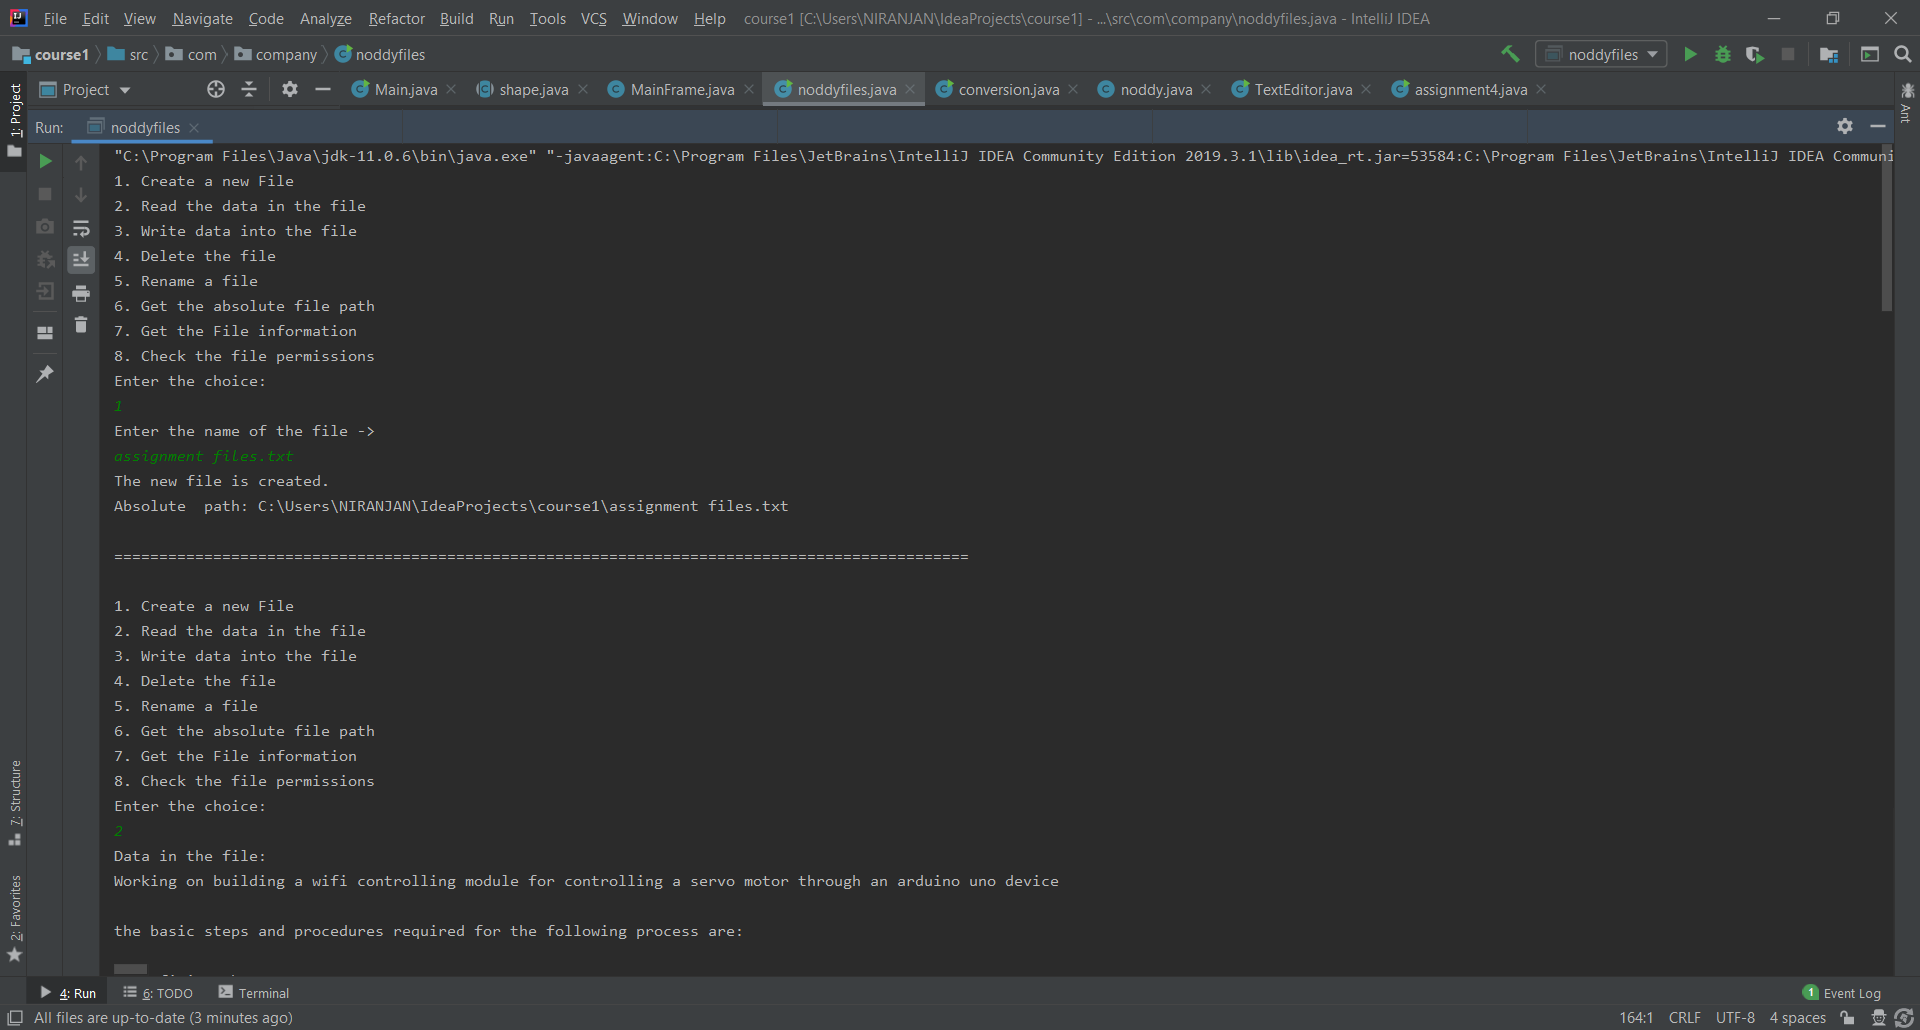 File Edit View Navigate Code Analyze Refactor Build Run Tools VCS Window Help course1 [C:\Users\NIRANJAN\IdeaProjects\course1] - ...\src\com\company\noddyfiles.java - IntelliJ IDEA
course1 src com company noddyfiles noddyfiles
1: Project Project Main.java shape.java MainFrame.java noddyfiles.java conversion.java noddy.java TextEditor.java assignment4.java Ant
Run: noddyfiles
"C:\Program Files\Java\jdk-11.0.6\bin\java.exe" "-javaagent:C:\Program Files\JetBrains\IntelliJ IDEA Community Edition 2019.3.1\lib\idea_rt.jar=53584:C:\Program Files\JetBrains\IntelliJ IDEA Communi
1. Create a new File
2. Read the data in the file
3. Write data into the file
4. Delete the file
5. Rename a file
6. Get the absolute file path
7. Get the File information
8. Check the file permissions
Enter the choice:
1
Enter the name of the file ->
assignment files.txt
The new file is created.
Absolute  path: C:\Users\NIRANJAN\IdeaProjects\course1\assignment files.txt
===============================================================================================
1. Create a new File
2. Read the data in the file
3. Write data into the file
4. Delete the file
5. Rename a file
6. Get the absolute file path
7. Get the File information
8. Check the file permissions
Enter the choice:
2
Data in the file:
Working on building a wifi controlling module for controlling a servo motor through an arduino uno device
the basic steps and procedures required for the following process are:
7: Structure
2: Favorites
4: Run 6: TODO Terminal 1 Event Log
All files are up-to-date (3 minutes ago) 164:1 CRLF UTF-8 4 spaces